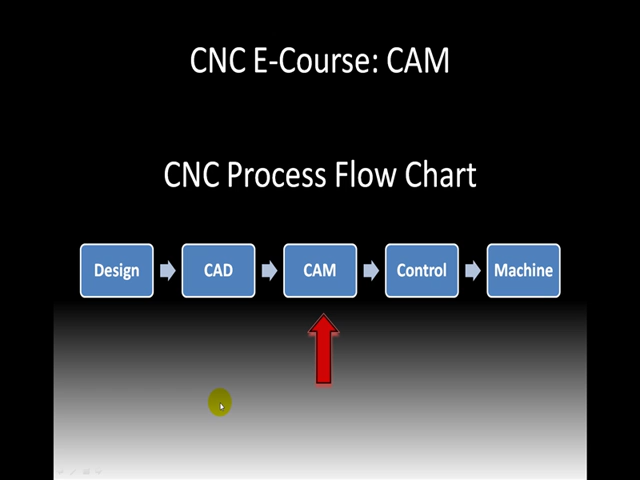 CNC E-Course: CAM
CNC Process Flow Chart
Design CAD CAM Control Machine